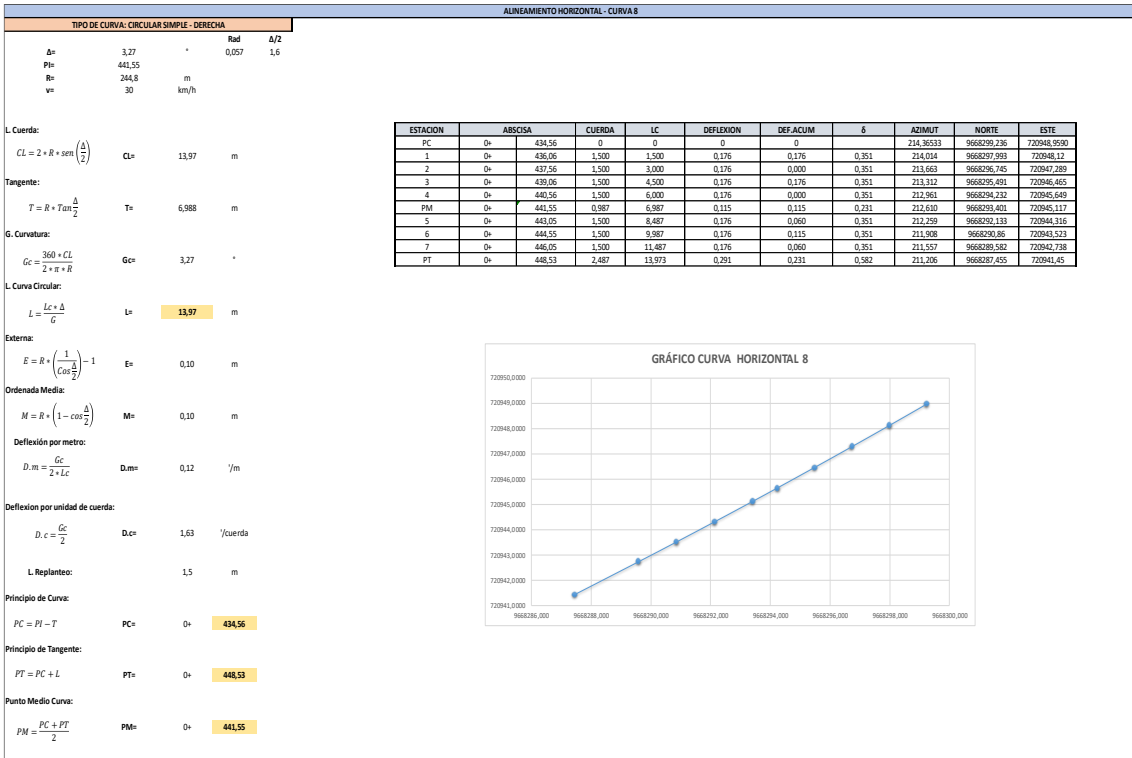 ALINEAMIENTO HORIZONTAL - CURVA 8
TIPO DE CURVA: CIRCULAR SIMPLE - DERECHA
Rad Δ/2
Δ= 3,27 ° 0,057 1,6
PI= 441,55
R= 244,8 m
v= 30 km/h
L. Cuerda:
CL = 2 * R * sen (Δ/2) CL= 13,97 m
Tangente:
T = R * Tan Δ/2 T= 6,988 m
G. Curvatura:
Gc = 360 * CL / 2 * π * R Gc= 3,27 °
L. Curva Circular:
L = Lc * Δ / G L= 13,97 m
Externa:
E = R * (1 / Cos Δ/2) − 1 E= 0,10 m
Ordenada Media:
M = R * (1 − cos Δ/2) M= 0,10 m
Deflexión por metro:
D.m = Gc / 2 * Lc D.m= 0,12 '/m
Deflexion por unidad de cuerda:
D.c = Gc / 2 D.c= 1,63 '/cuerda
L. Replanteo: 1,5 m
Principio de Curva:
PC = PI − T PC= 0+ 434,56
Principio de Tangente:
PT = PC + L PT= 0+ 448,53
Punto Medio Curva:
PM = PC + PT / 2 PM= 0+ 441,55
ESTACION ABSCISA CUERDA LC DEFLEXION DEF.ACUM δ AZIMUT NORTE ESTE
PC 0+ 434,56 0 0 0 0 214,36533 9668299,236 720948,9590
1 0+ 436,06 1,500 1,500 0,176 0,176 0,351 214,014 9668297,993 720948,12
2 0+ 437,56 1,500 3,000 0,176 0,000 0,351 213,663 9668296,745 720947,289
3 0+ 439,06 1,500 4,500 0,176 0,176 0,351 213,312 9668295,491 720946,465
4 0+ 440,56 1,500 6,000 0,176 0,000 0,351 212,961 9668294,232 720945,649
PM 0+ 441,55 0,987 6,987 0,115 0,115 0,231 212,610 9668293,401 720945,117
5 0+ 443,05 1,500 8,487 0,176 0,060 0,351 212,259 9668292,133 720944,316
6 0+ 444,55 1,500 9,987 0,176 0,115 0,351 211,908 9668290,86 720943,523
7 0+ 446,05 1,500 11,487 0,176 0,060 0,351 211,557 9668289,582 720942,738
PT 0+ 448,53 2,487 13,973 0,291 0,231 0,582 211,206 9668287,455 720941,45
GRÁFICO CURVA HORIZONTAL 8
720950,0000
720949,0000
720948,0000
720947,0000
720946,0000
720945,0000
720944,0000
720943,0000
720942,0000
720941,0000
9668286,000 9668288,000 9668290,000 9668292,000 9668294,000 9668296,000 9668298,000 9668300,000